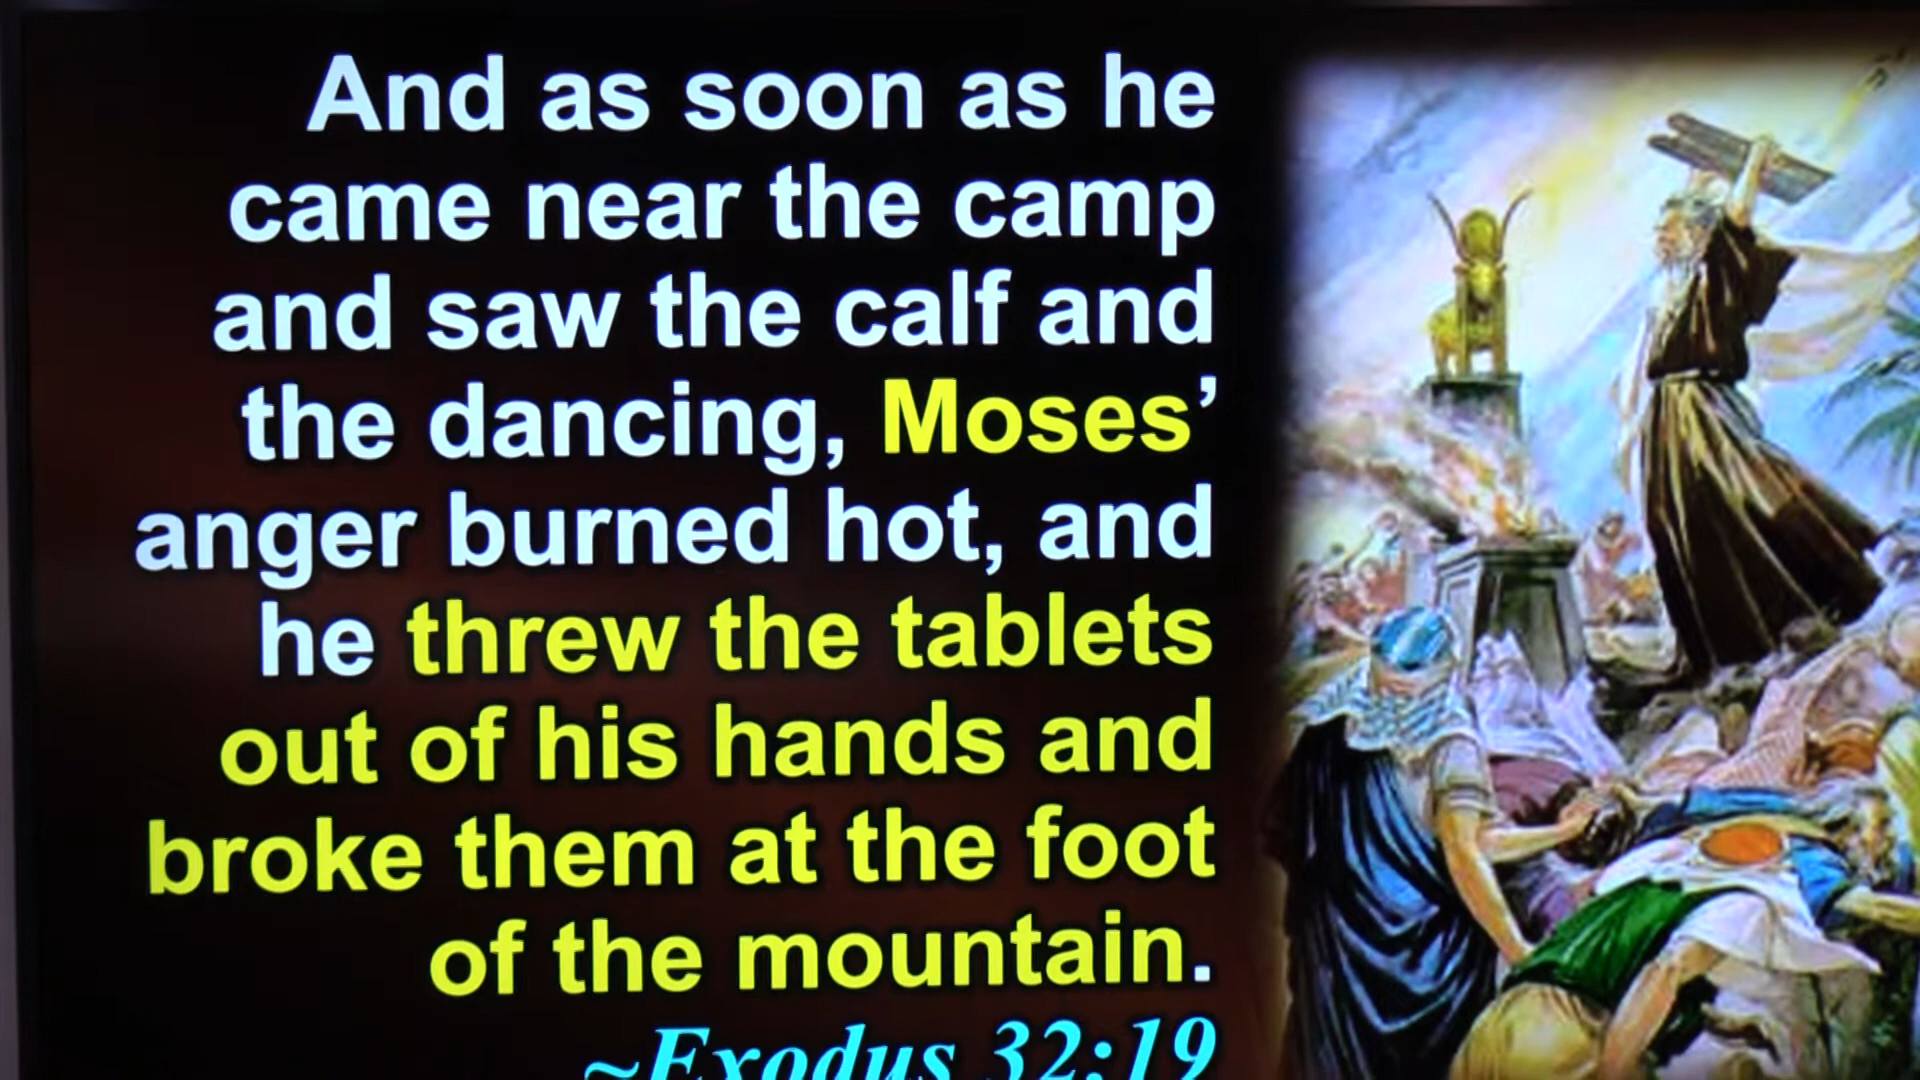 And as soon as he
came near the camp
and saw the calf and
the dancing, Moses’
anger burned hot, and
he threw the tablets
out of his hands and
broke them at the foot
of the mountain.
~Exodus 32:19